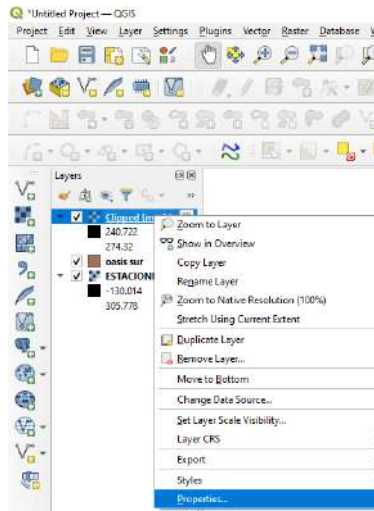 *Untitled Project — QGIS
Project Edit View Layer Settings Plugins Vector Raster Database
Layers
Clipped
240.722
274.32
oasis sur
ESTACION
-130.014
305.778
Zoom to Layer
Show in Overview
Copy Layer
Rename Layer
Zoom to Native Resolution (100%)
Stretch Using Current Extent
Duplicate Layer
Remove Layer...
Move to Bottom
Change Data Source...
Set Layer Scale Visibility...
Layer CRS
Export
Styles
Properties...